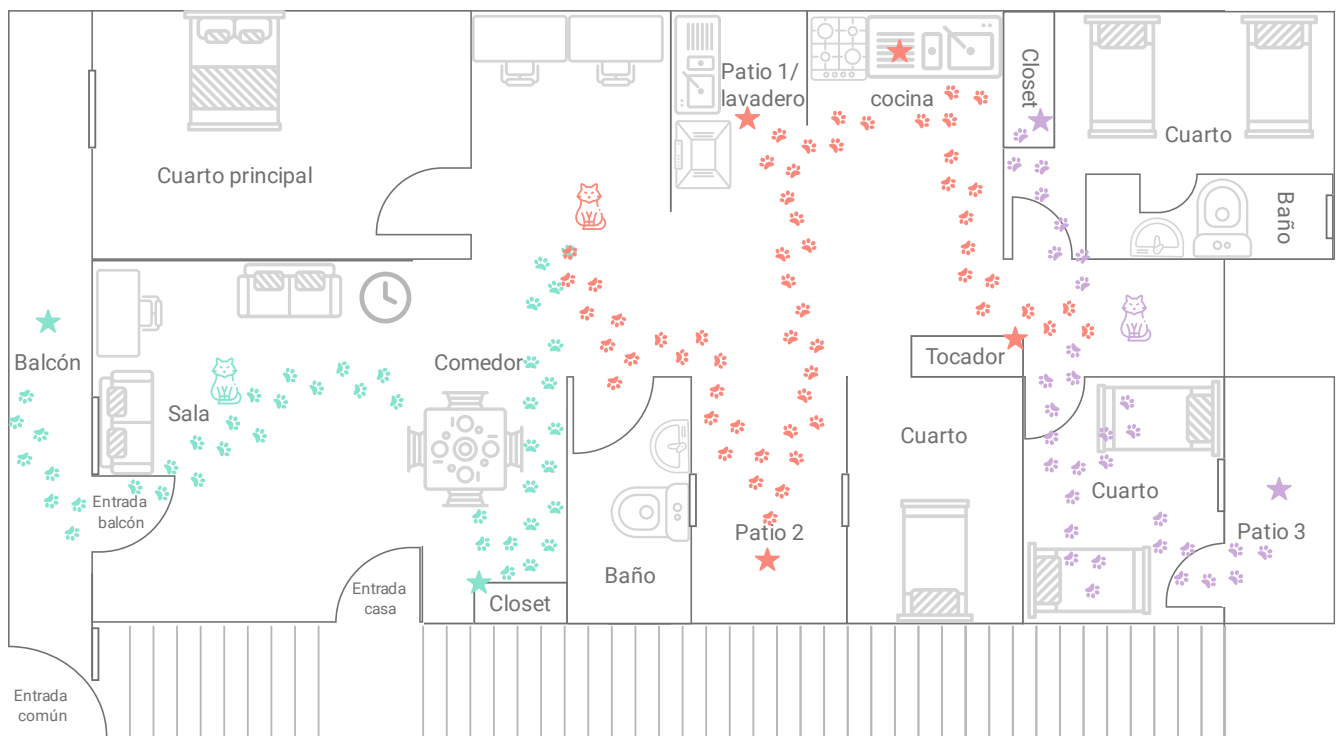 Patio 1/
lavadero
cocina
Closet
Cuarto
Cuarto principal
Baño
Balcón
Comedor
Tocador
Sala
Cuarto
Entrada
balcón
Cuarto
Patio 2
Patio 3
Baño
Entrada
casa
Closet
Entrada
común